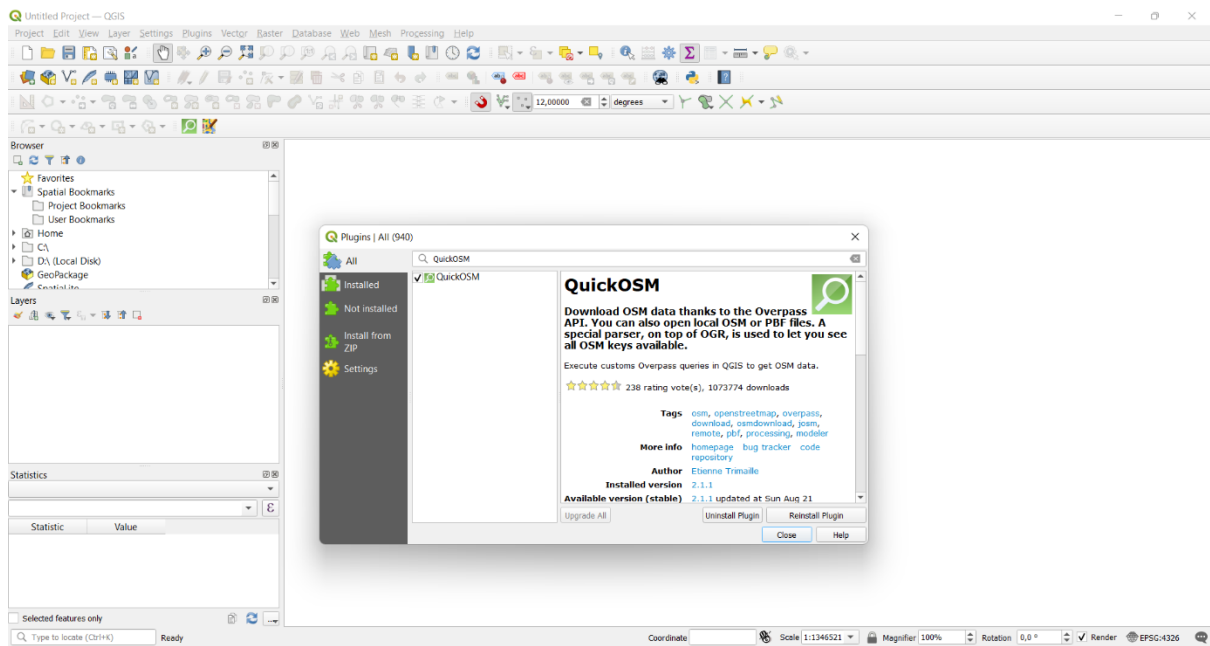 Untitled Project — QGIS
Project Edit View Layer Settings Plugins Vector Raster Database Web Mesh Processing Help
12,00000 degrees
Browser
Favorites
Spatial Bookmarks
Project Bookmarks
User Bookmarks
Home
C:\
D:\ (Local Disk)
GeoPackage
SpatiaLite
Layers
Statistics
Statistic Value
Selected features only
Plugins | All (940)
All
Installed
Not installed
Install from
ZIP
Settings
QuickOSM
QuickOSM
QuickOSM
Download OSM data thanks to the Overpass
API. You can also open local OSM or PBF files. A
special parser, on top of OGR, is used to let you see
all OSM keys available.
Execute customs Overpass queries in QGIS to get OSM data.
238 rating vote(s), 1073774 downloads
Tags osm, openstreetmap, overpass,
download, osmdownload, josm,
remote, pbf, processing, modeler
More info homepage bug tracker code
repository
Author Etienne Trimaille
Installed version 2.1.1
Available version (stable) 2.1.1 updated at Sun Aug 21
Upgrade All Uninstall Plugin Reinstall Plugin
Close Help
Type to locate (Ctrl+K) Ready Coordinate Scale 1:1346521 Magnifier 100% Rotation 0,0 ° Render EPSG:4326